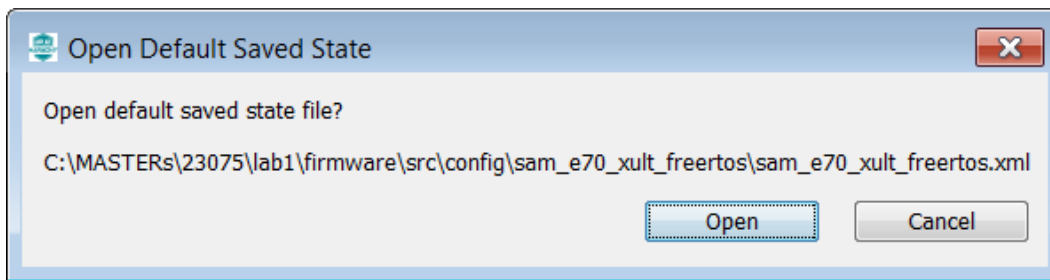 Open Default Saved State
Open default saved state file?
C:\MASTERs\23075\lab1\firmware\src\config\sam_e70_xult_freertos\sam_e70_xult_freertos.xml
Open
Cancel